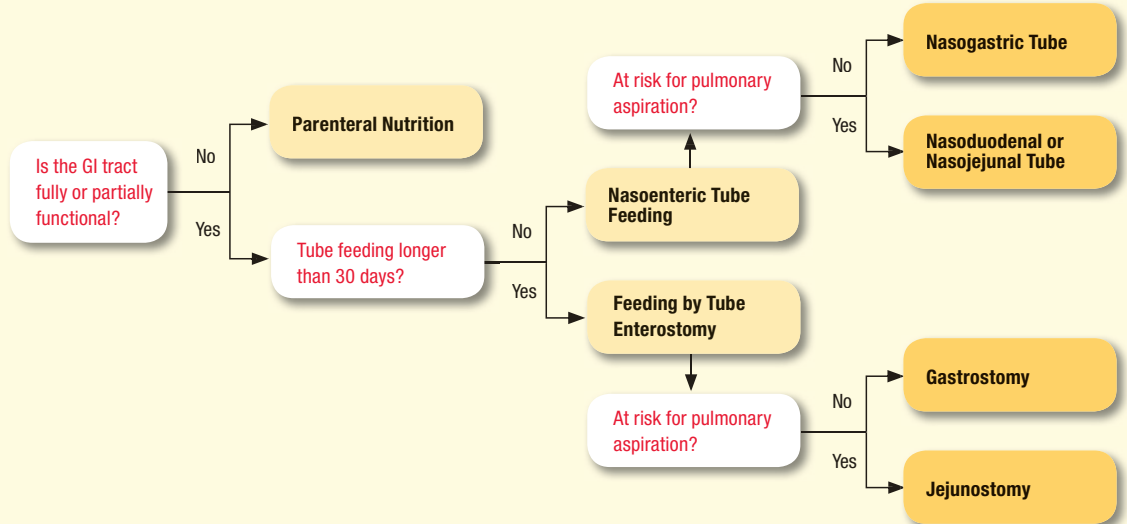 Is the GI tract
fully or partially
functional?
No
Yes
Parenteral Nutrition
Tube feeding longer
than 30 days?
No
Yes
Nasoenteric Tube
Feeding
At risk for pulmonary
aspiration?
No
Yes
Nasogastric Tube
Nasoduodenal or
Nasojejunal Tube
Feeding by Tube
Enterostomy
At risk for pulmonary
aspiration?
No
Yes
Gastrostomy
Jejunostomy